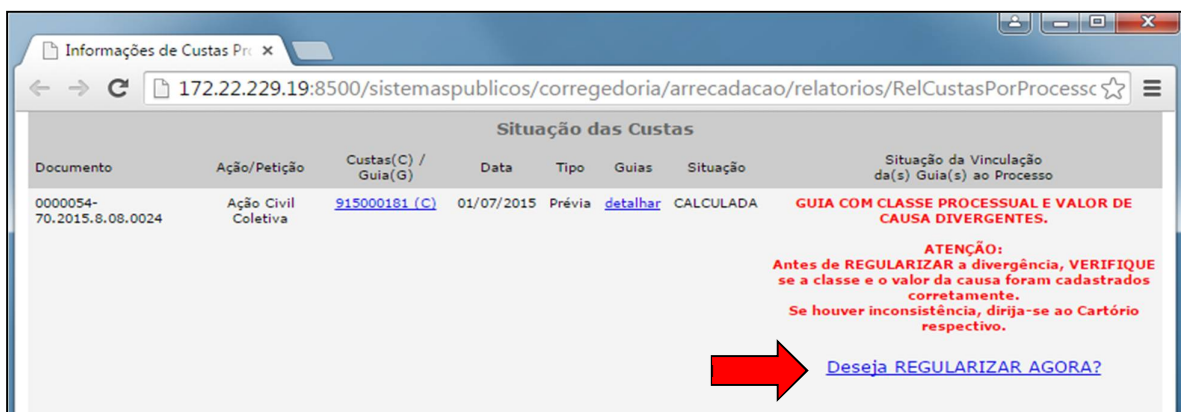 Informações de Custas Pro
172.22.229.19:8500/sistemaspublicos/corregedoria/arrecadacao/relatorios/RelCustasPorProcesso
Situação das Custas
Documento
Ação/Petição
Custas(C) /
Guia(G)
Data
Tipo
Guias
Situação
Situação da Vinculação
da(s) Guia(s) ao Processo
0000054-
70.2015.8.08.0024
Ação Civil
Coletiva
915000181 (C)
01/07/2015
Prévia
detalhar
CALCULADA
GUIA COM CLASSE PROCESSUAL E VALOR DE
CAUSA DIVERGENTES.
ATENÇÃO:
Antes de REGULARIZAR a divergência, VERIFIQUE
se a classe e o valor da causa foram cadastrados
corretamente.
Se houver inconsistência, dirija-se ao Cartório
respectivo.
Deseja REGULARIZAR AGORA?